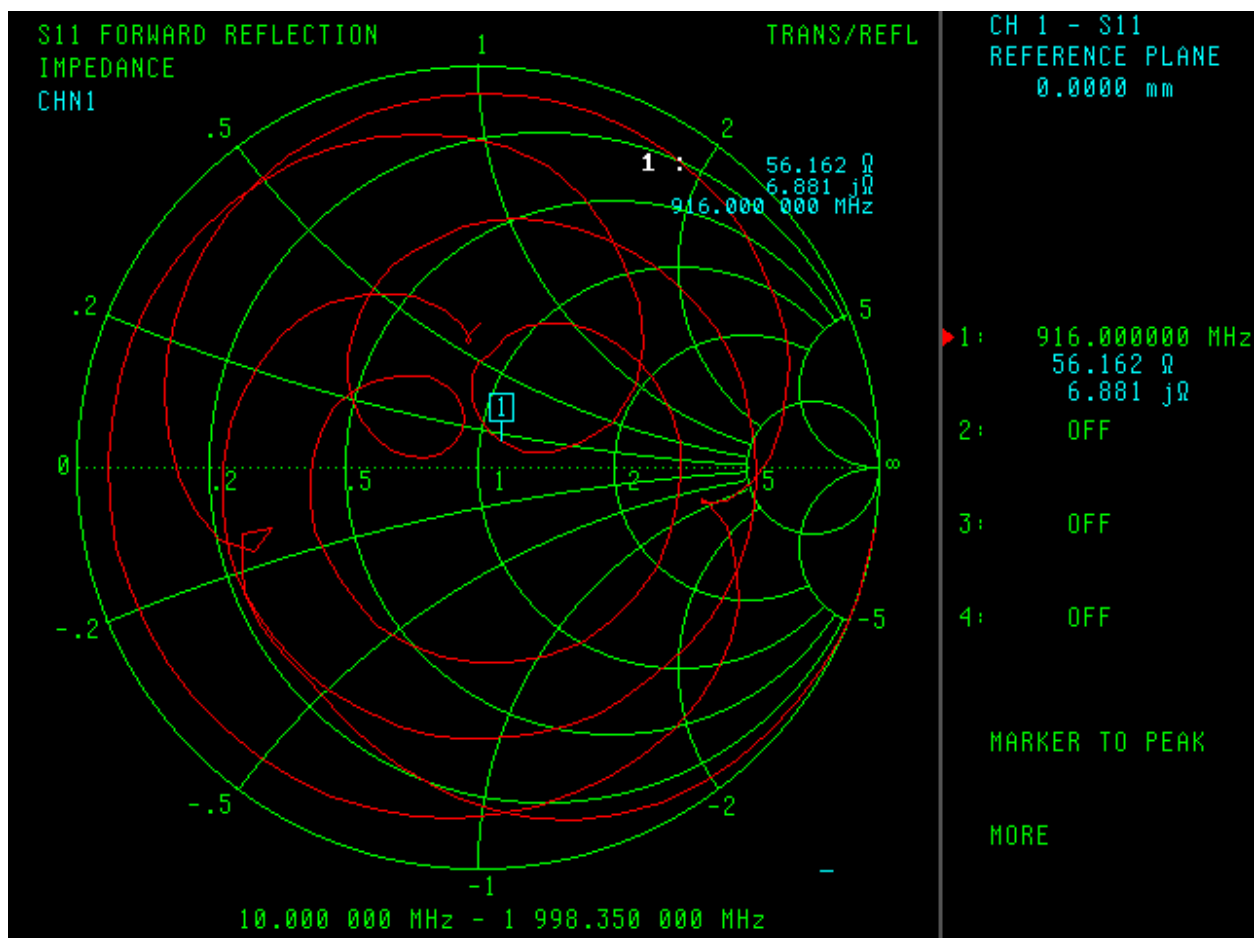 S11 FORWARD REFLECTION
IMPEDANCE
CHN1
TRANS/REFL
1
.5
2
1 :
56.162 Ω
6.881 jΩ
916.000 000 MHz
.2
5
1
0
.2
.5
1
2
5
∞
-.2
-5
-.5
-2
-1
10.000 000 MHz - 1 998.350 000 MHz
CH 1 - S11
REFERENCE PLANE
0.0000 mm
1: 916.000000 MHz
56.162 Ω
6.881 jΩ
2: OFF
3: OFF
4: OFF
MARKER TO PEAK
MORE